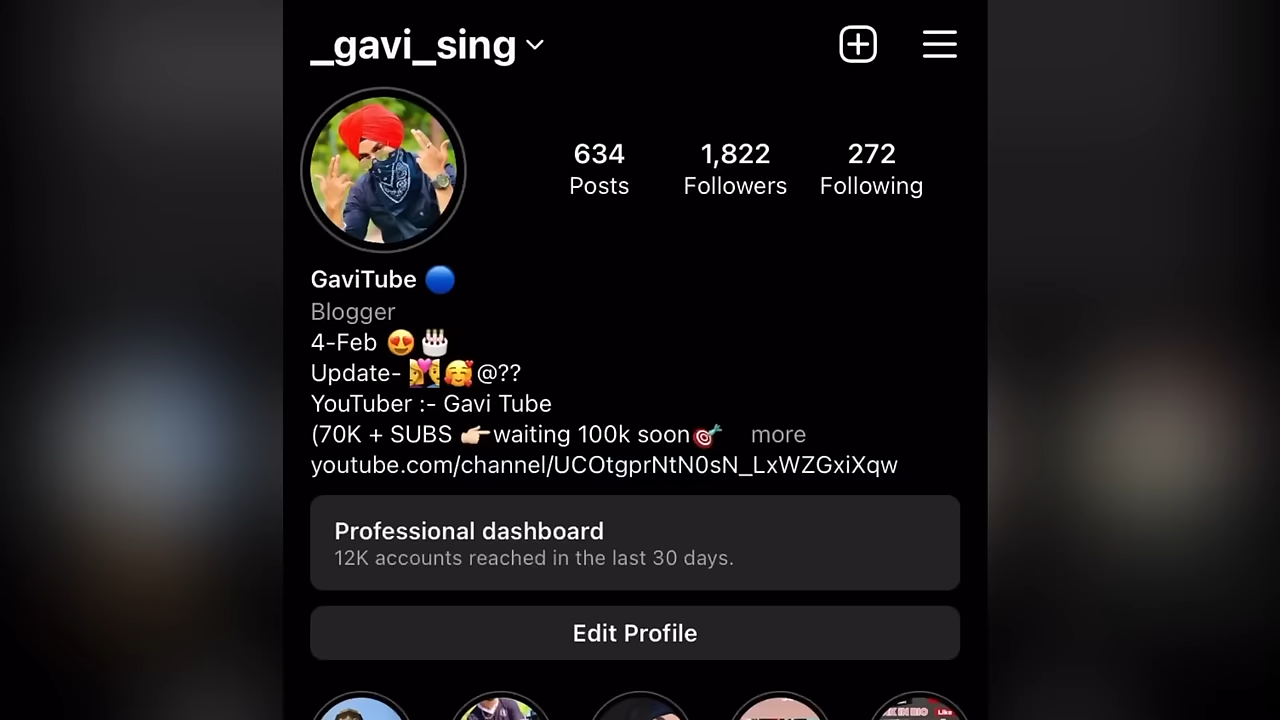 _gavi_sing
634 1,822 272
Posts Followers Following
GaviTube 🔵
Blogger
4-Feb 😍🎂
Update- 💏🥰@??
YouTuber :- Gavi Tube
(70K + SUBS 👉🏻waiting 100k soon🎯 more
youtube.com/channel/UCOtgprNtN0sN_LxWZGxiXqw
Professional dashboard
12K accounts reached in the last 30 days.
Edit Profile
Like